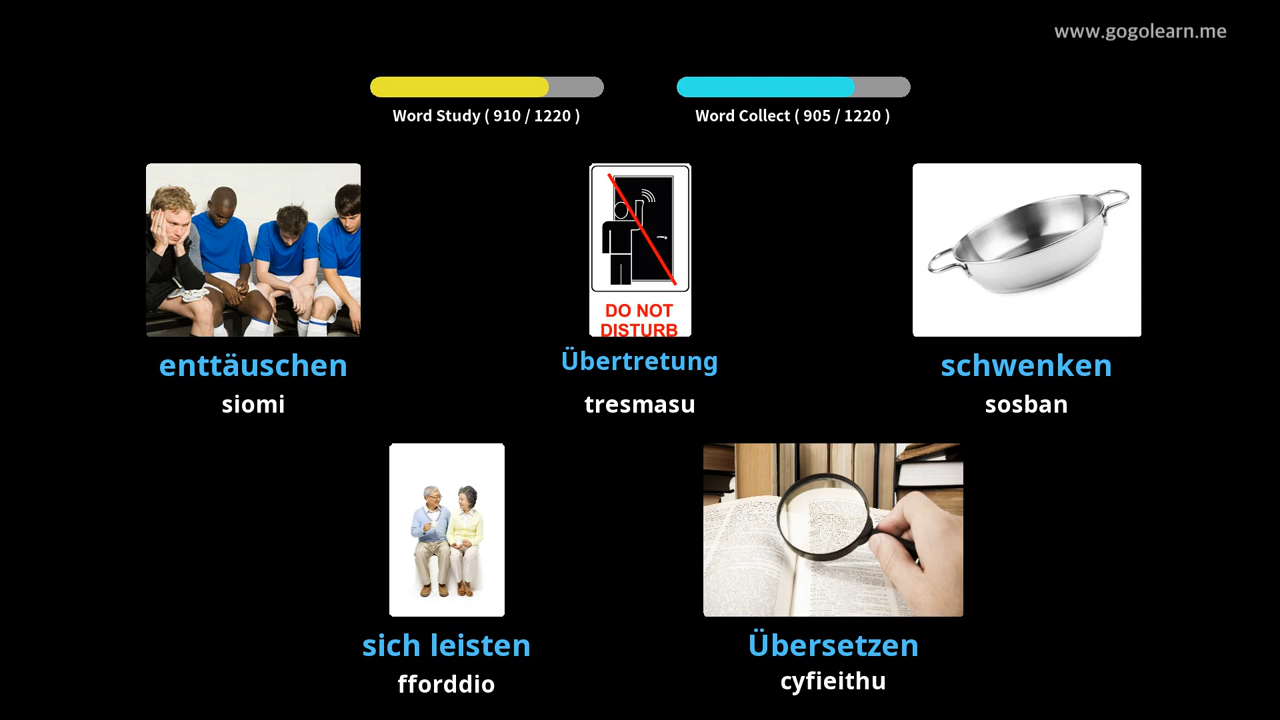 www.gogolearn.me
Word Study ( 910 / 1220 )
Word Collect ( 905 / 1220 )
DO NOT
DISTURB
enttäuschen
Übertretung
schwenken
siomi
tresmasu
sosban
sich leisten
Übersetzen
fforddio
cyfieithu